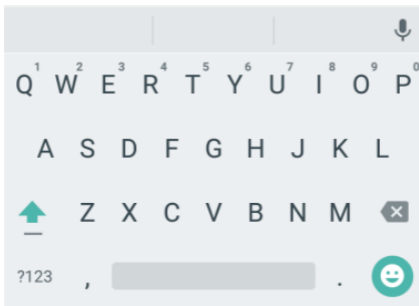 1 2 3 4 5 6 7 8 9 0
Q W E R T Y U I O P
A S D F G H J K L
Z X C V B N M
?123 , .